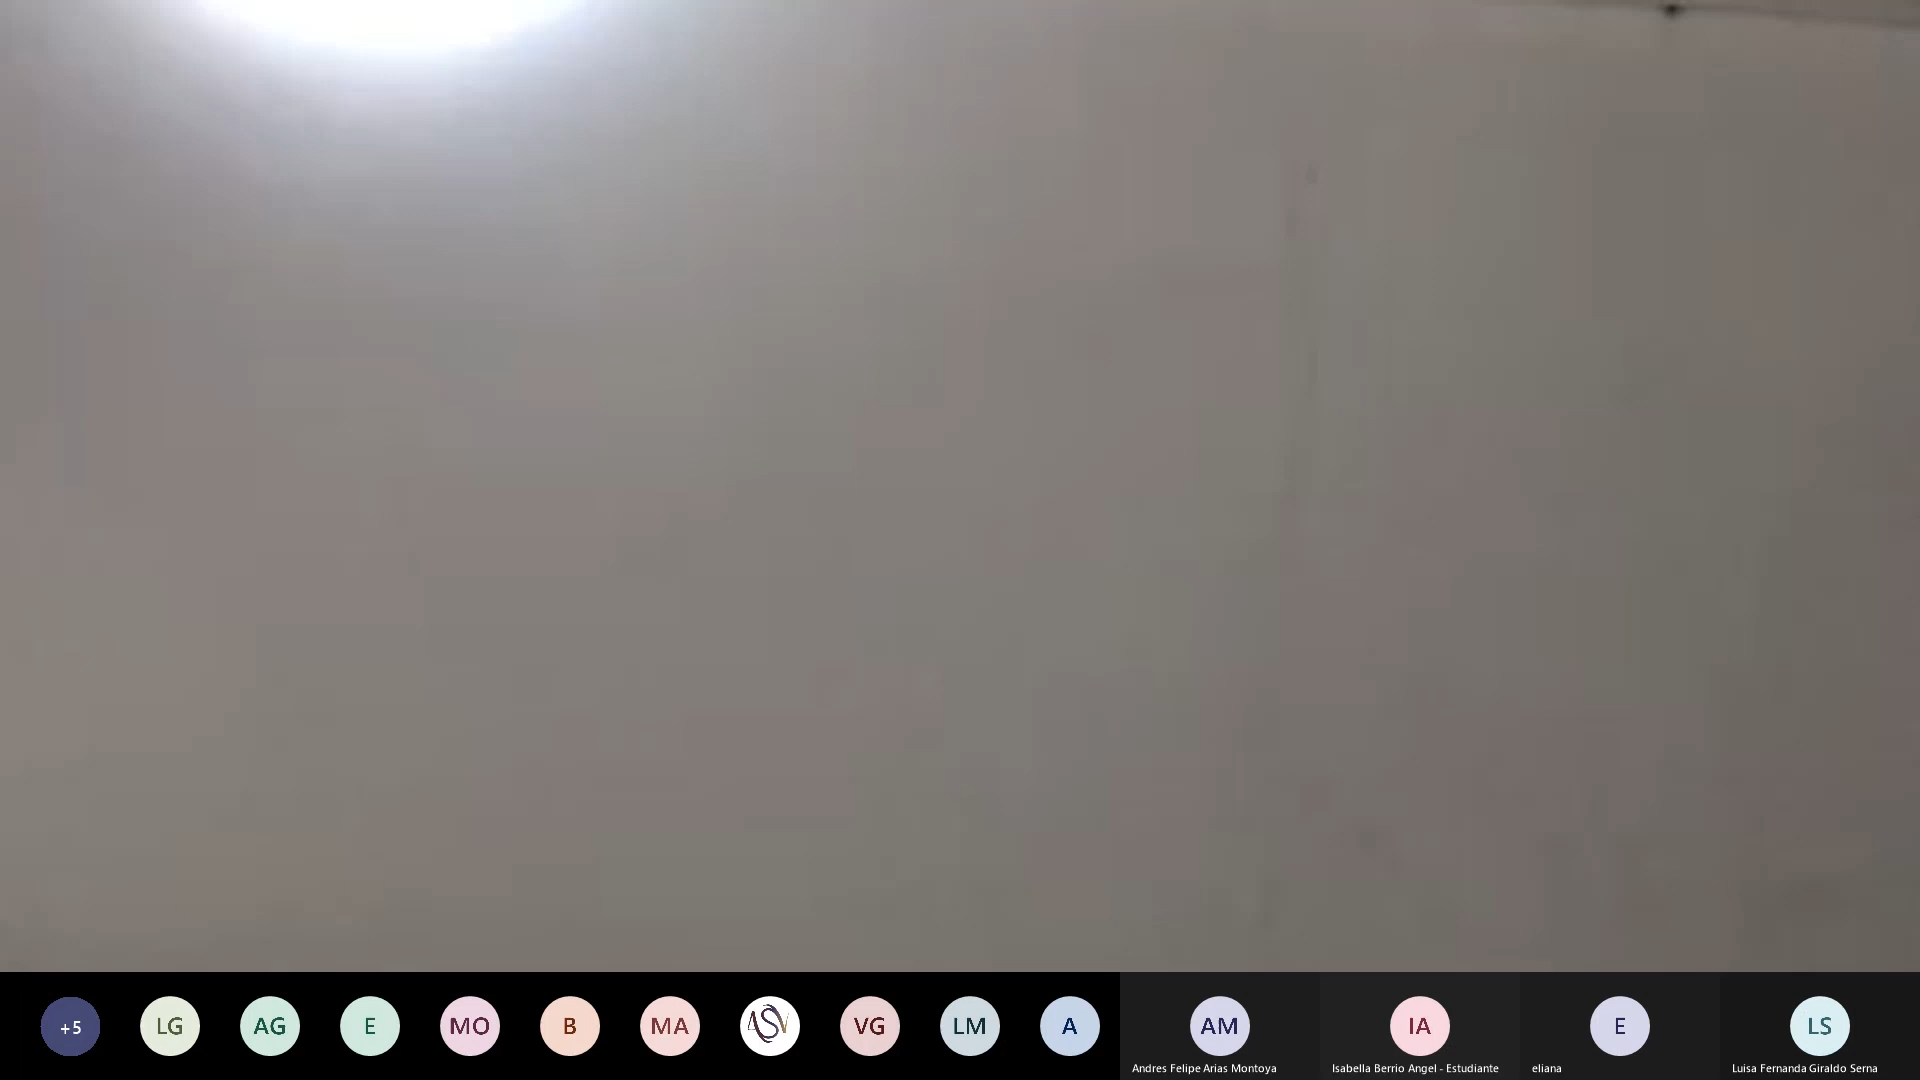 +5
LG
AG
E
MO
B
MA
ASV
VG
LM
A
AM
IA
E
LS
Andres Felipe Arias Montoya
Isabella Berrio Angel - Estudiante
eliana
Luisa Fernanda Giraldo Serna